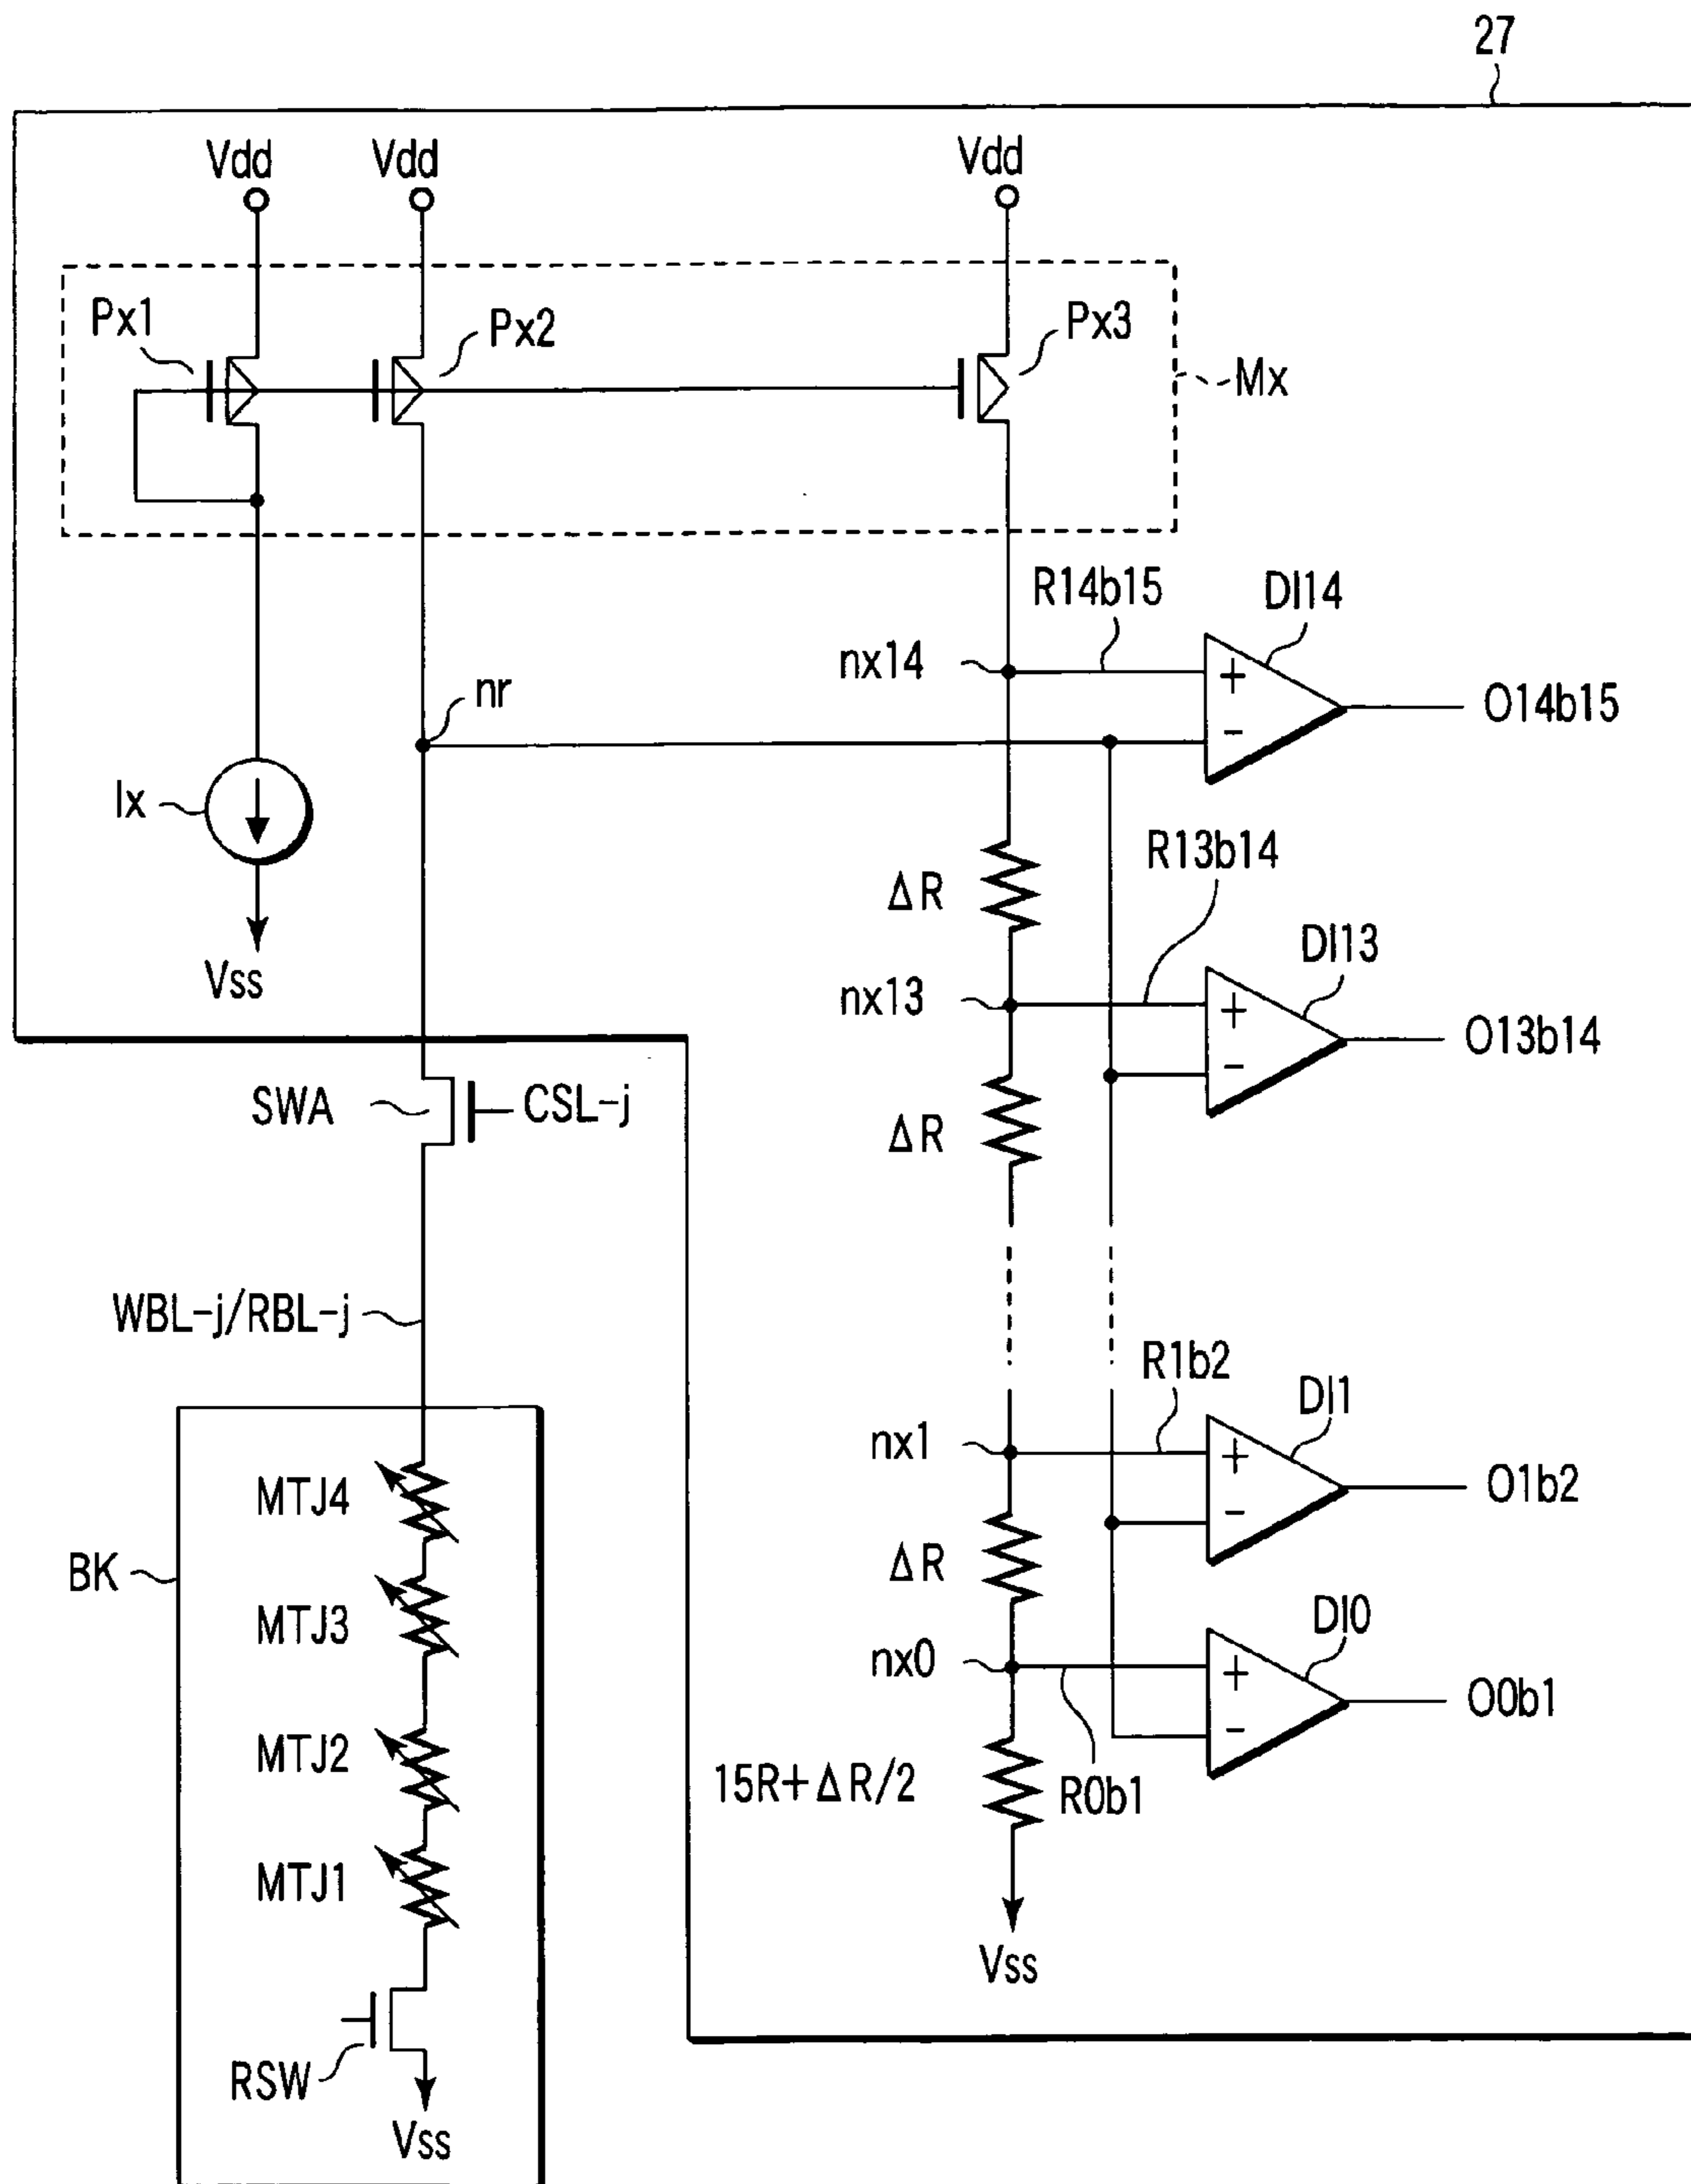 27
Vdd
Vdd
Vdd
Px1
Px2
Px3
Mx
R14b15
DI14
nx14
+
-
O14b15
nr
Ix
Vss
ΔR
R13b14
DI13
nx13
+
-
O13b14
SWA
CSL-j
ΔR
WBL-j/RBL-j
R1b2
DI1
nx1
+
-
O1b2
MTJ4
BK
ΔR
MTJ3
DI0
nx0
+
-
O0b1
MTJ2
15R+ΔR/2
R0b1
MTJ1
Vss
RSW
Vss